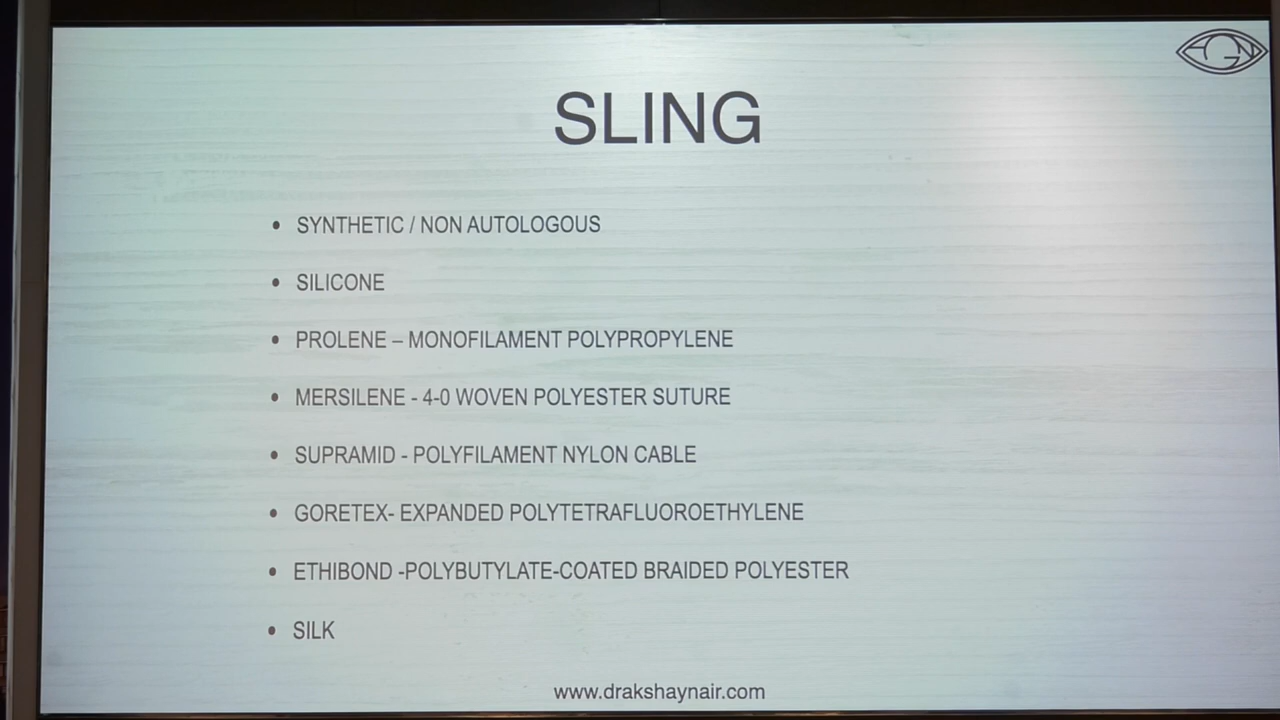 AGN
SLING
• SYNTHETIC / NON AUTOLOGOUS
• SILICONE
• PROLENE – MONOFILAMENT POLYPROPYLENE
• MERSILENE - 4-0 WOVEN POLYESTER SUTURE
• SUPRAMID - POLYFILAMENT NYLON CABLE
• GORETEX- EXPANDED POLYTETRAFLUOROETHYLENE
• ETHIBOND -POLYBUTYLATE-COATED BRAIDED POLYESTER
• SILK
www.drakshaynair.com